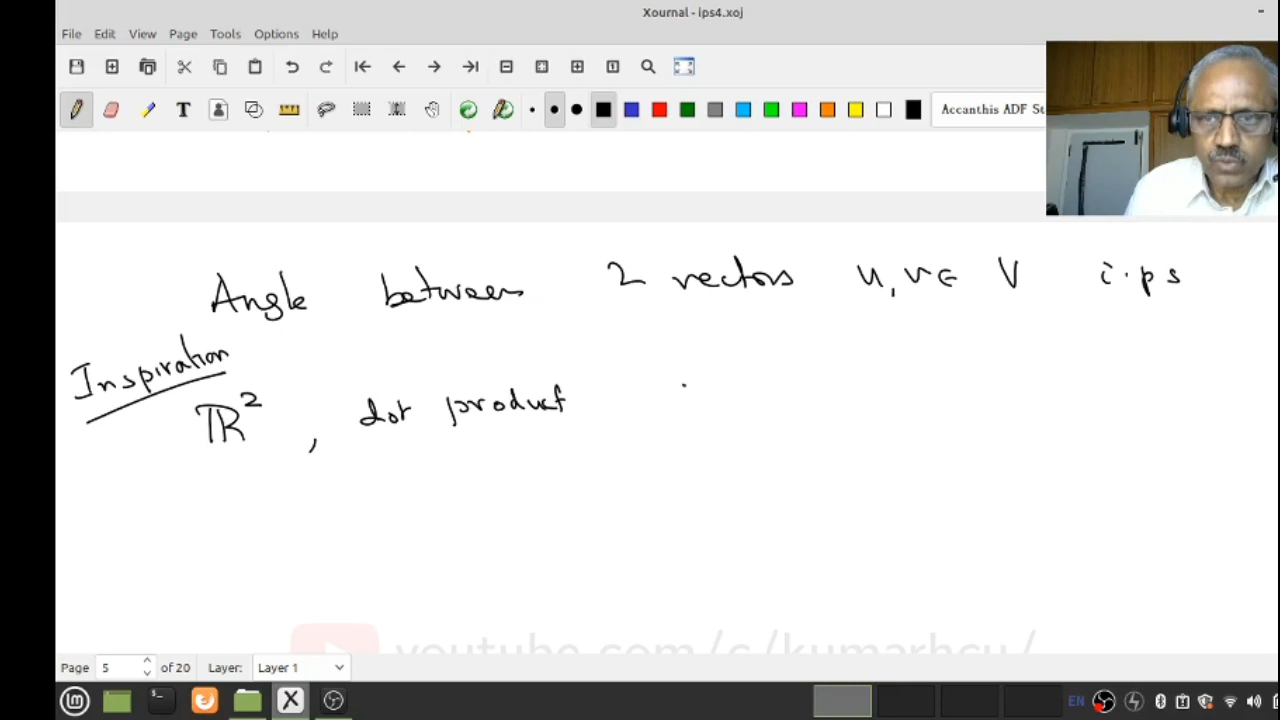 Xournal - ips4.xoj
File Edit View Page Tools Options Help
Accanthis ADF St
Angle between 2 vectors u, v ∈ V i.p.s
Inspiration
ℝ², dot product
youtube.com/c/kumarhcu/
Page 5 of 20 Layer: Layer 1
EN